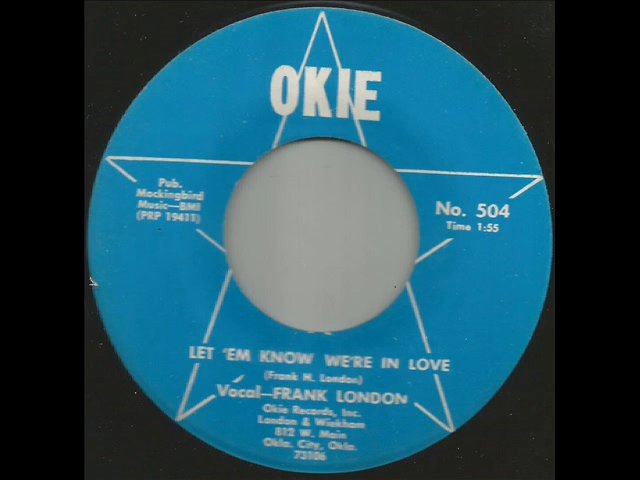 OKIE
Pub.
Mockingbird
Music—BMI
(PRP 19411)
No. 504
Time 1:55
LET 'EM KNOW WE'RE IN LOVE
(Frank H. London)
Vocal—FRANK LONDON
Okie Records, Inc.
London & Wiekham
812 W. Main
Okla. City, Okla.
73106